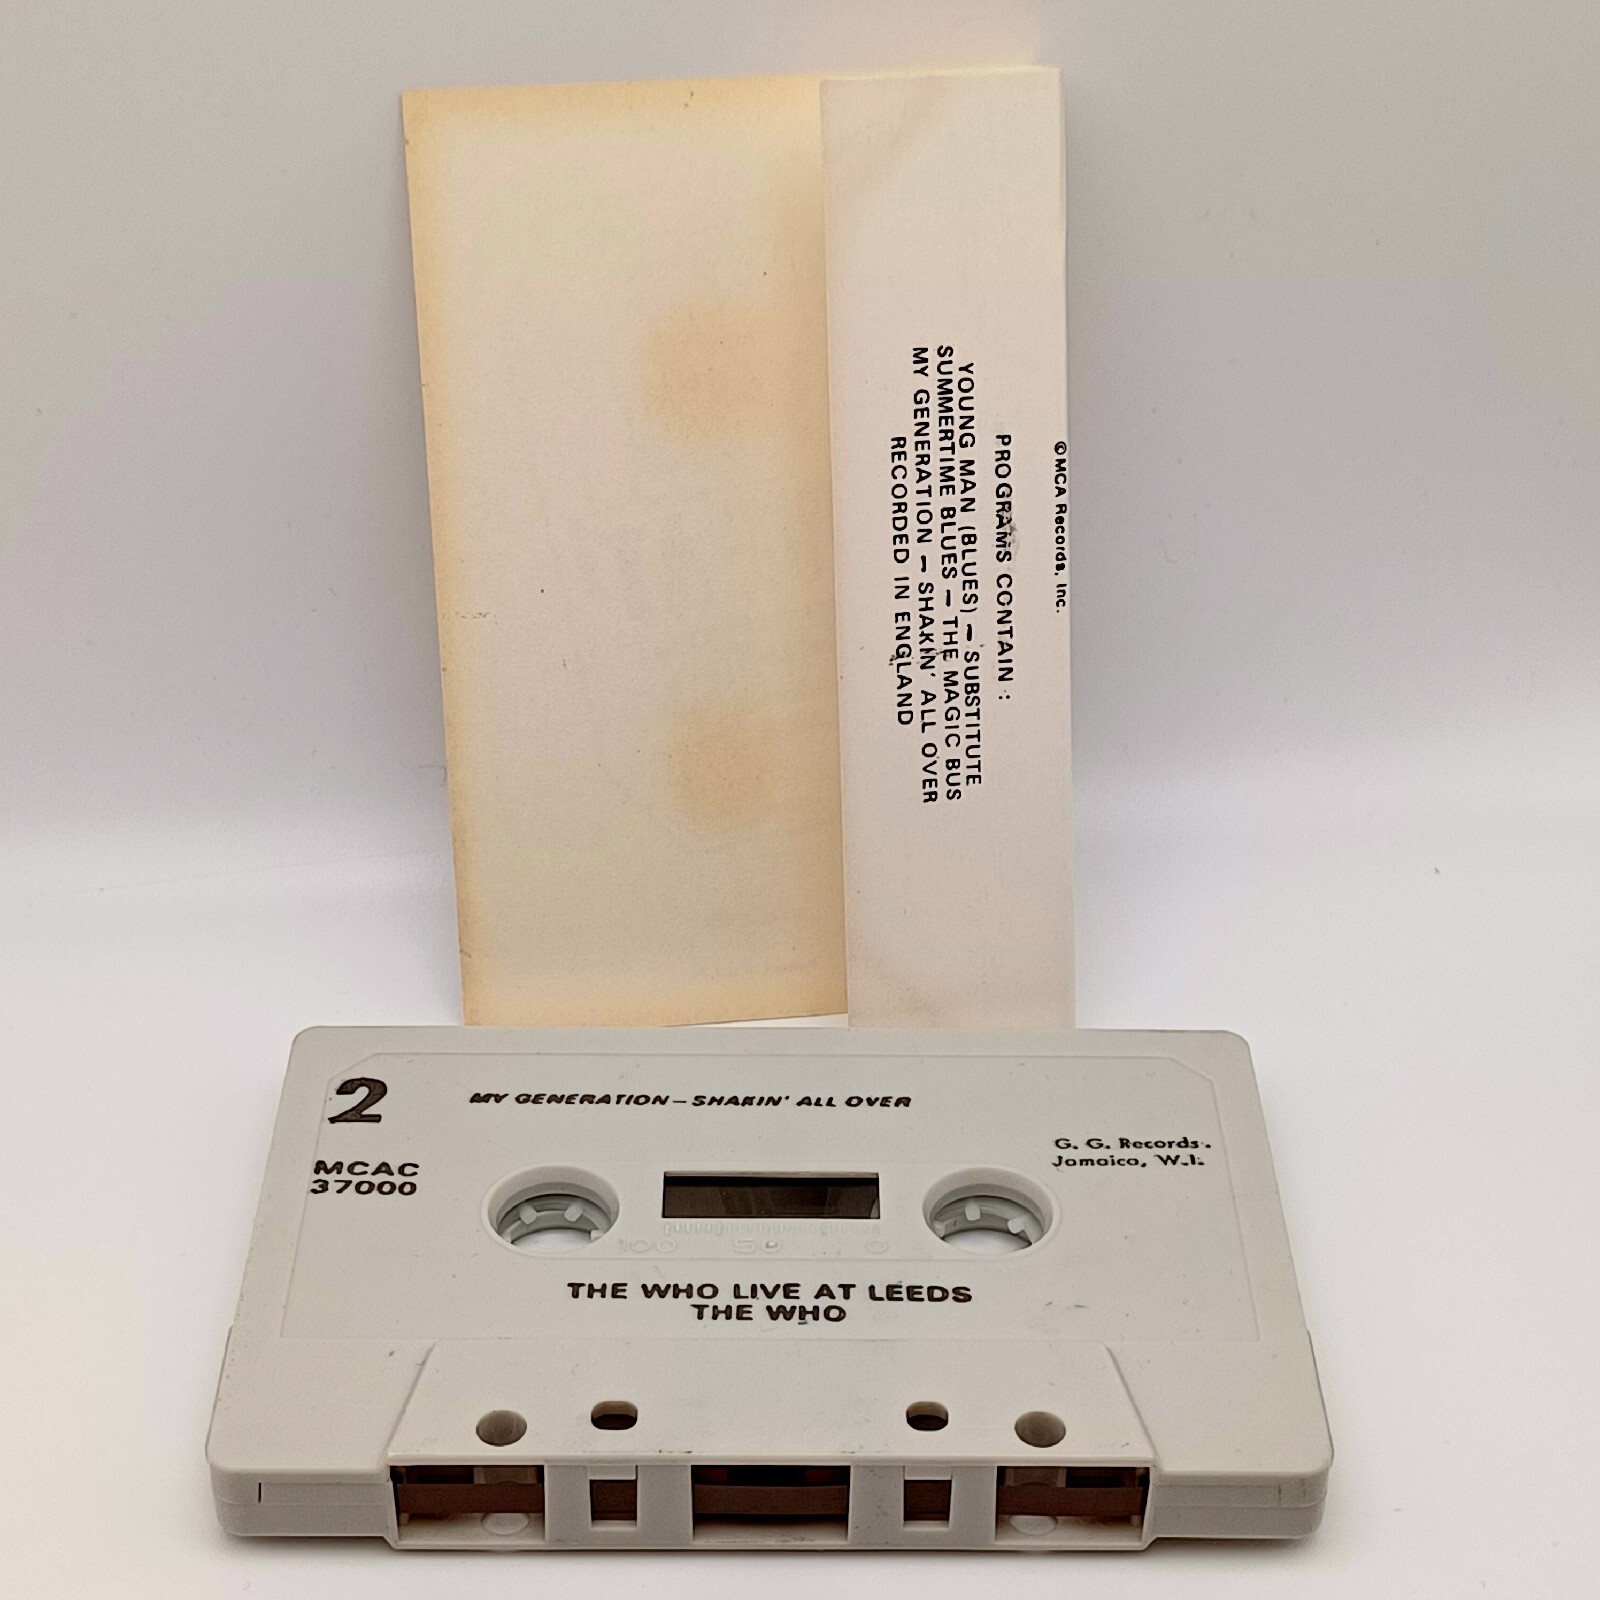 ©MCA Records, Inc.
PROGRAMS CONTAIN :
YOUNG MAN (BLUES) — SUBSTITUTE
SUMMERTIME BLUES — THE MAGIC BUS
MY GENERATION — SHAKIN' ALL OVER
RECORDED IN ENGLAND
2
MY GENERATION—SHAKIN' ALL OVER
G. G. Records.
Jamaica, W.I.
MCAC
37000
100 50 0
THE WHO LIVE AT LEEDS
THE WHO